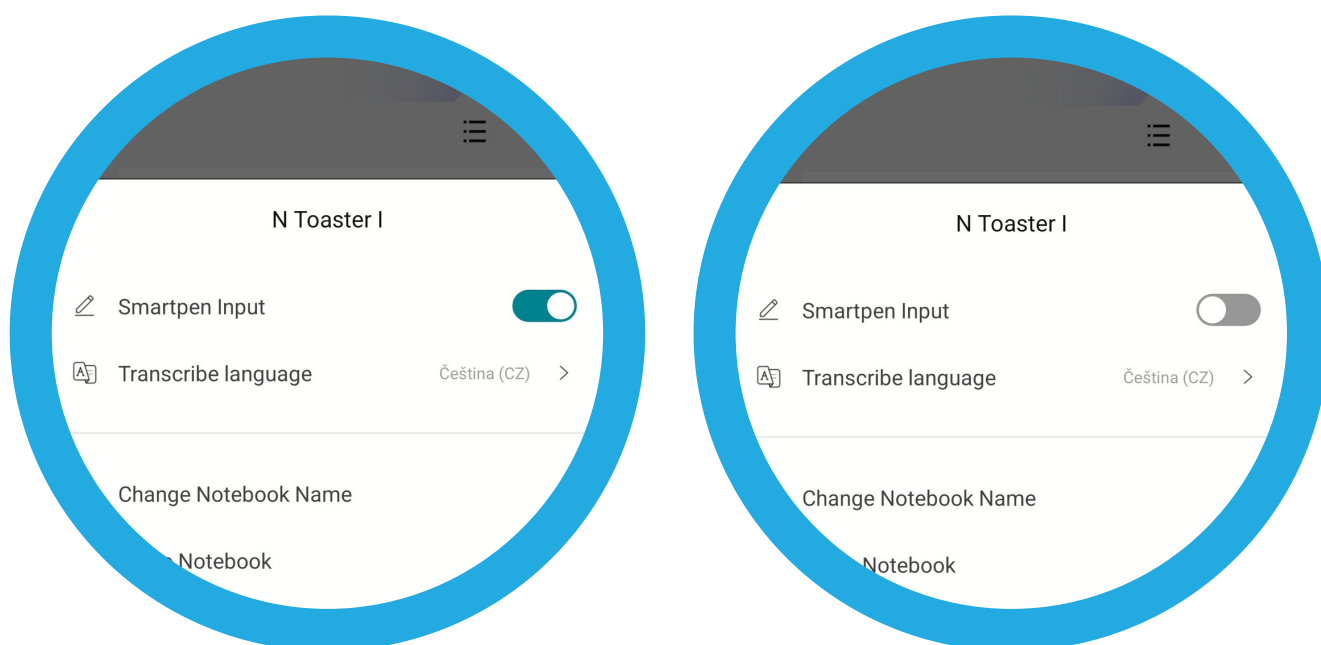 N Toaster I
Smartpen Input
Transcribe language Čeština (CZ)
Change Notebook Name
Notebook
N Toaster I
Smartpen Input
Transcribe language Čeština (CZ)
Change Notebook Name
Notebook